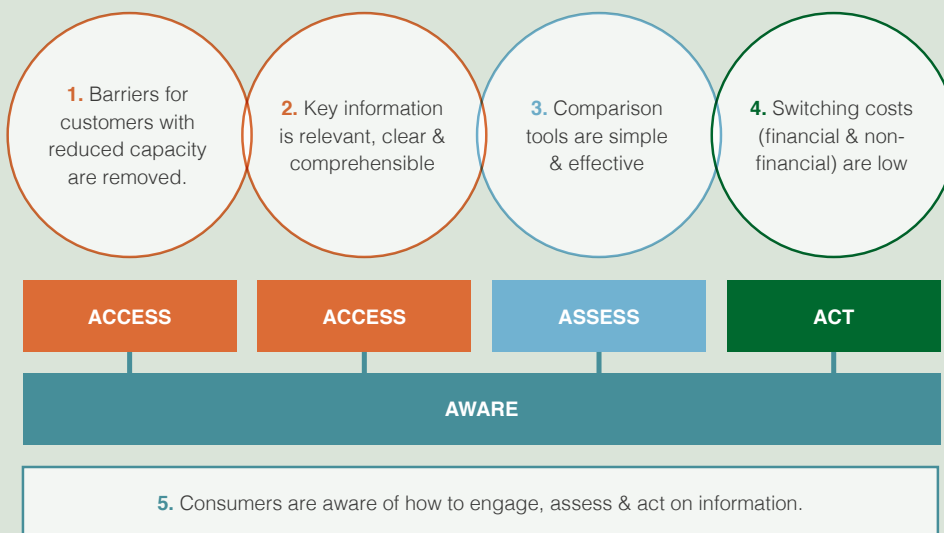 1. Barriers for
customers with
reduced capacity
are removed.
2. Key information
is relevant, clear &
comprehensible
3. Comparison
tools are simple
& effective
4. Switching costs
(financial & non-
financial) are low
ACCESS
ACCESS
ASSESS
ACT
AWARE
5. Consumers are aware of how to engage, assess & act on information.